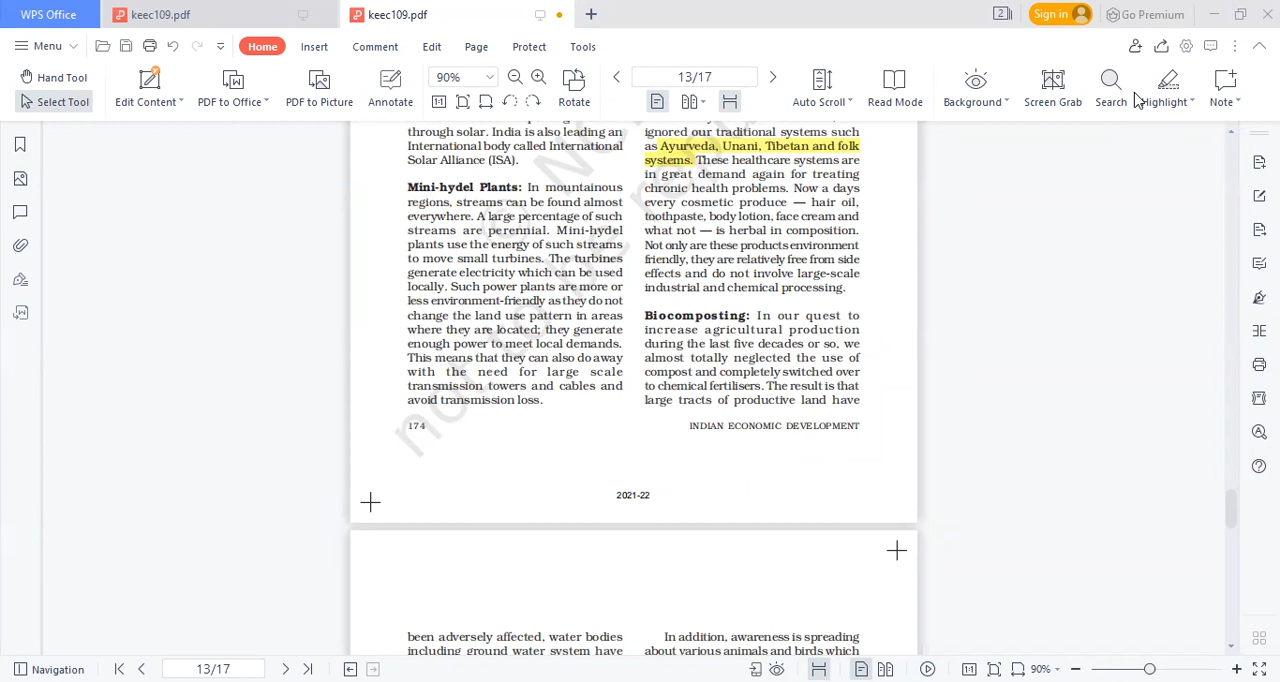 WPS Office
keec109.pdf
keec109.pdf
2
Sign in
Go Premium
Menu
Home
Insert
Comment
Edit
Page
Protect
Tools
Hand Tool
Select Tool
Edit Content
PDF to Office
PDF to Picture
Annotate
90%
Rotate
13/17
Auto Scroll
Read Mode
Background
Screen Grab
Search
Highlight
Note
through solar. India is also leading an
International body called International
Solar Alliance (ISA).
Mini-hydel Plants: In mountainous
regions, streams can be found almost
everywhere. A large percentage of such
streams are perennial. Mini-hydel
plants use the energy of such streams
to move small turbines. The turbines
generate electricity which can be used
locally. Such power plants are more or
less environment-friendly as they do not
change the land use pattern in areas
where they are located; they generate
enough power to meet local demands.
This means that they can also do away
with the need for large scale
transmission towers and cables and
avoid transmission loss.
174
ignored our traditional systems such
as Ayurveda, Unani, Tibetan and folk
systems. These healthcare systems are
in great demand again for treating
chronic health problems. Now a days
every cosmetic produce — hair oil,
toothpaste, body lotion, face cream and
what not — is herbal in composition.
Not only are these products environment
friendly, they are relatively free from side
effects and do not involve large-scale
industrial and chemical processing.
Biocomposting: In our quest to
increase agricultural production
during the last five decades or so, we
almost totally neglected the use of
compost and completely switched over
to chemical fertilisers. The result is that
large tracts of productive land have
INDIAN ECONOMIC DEVELOPMENT
not to be
2021-22
been adversely affected, water bodies
including ground water system have
In addition, awareness is spreading
about various animals and birds which
Navigation
13/17
90%